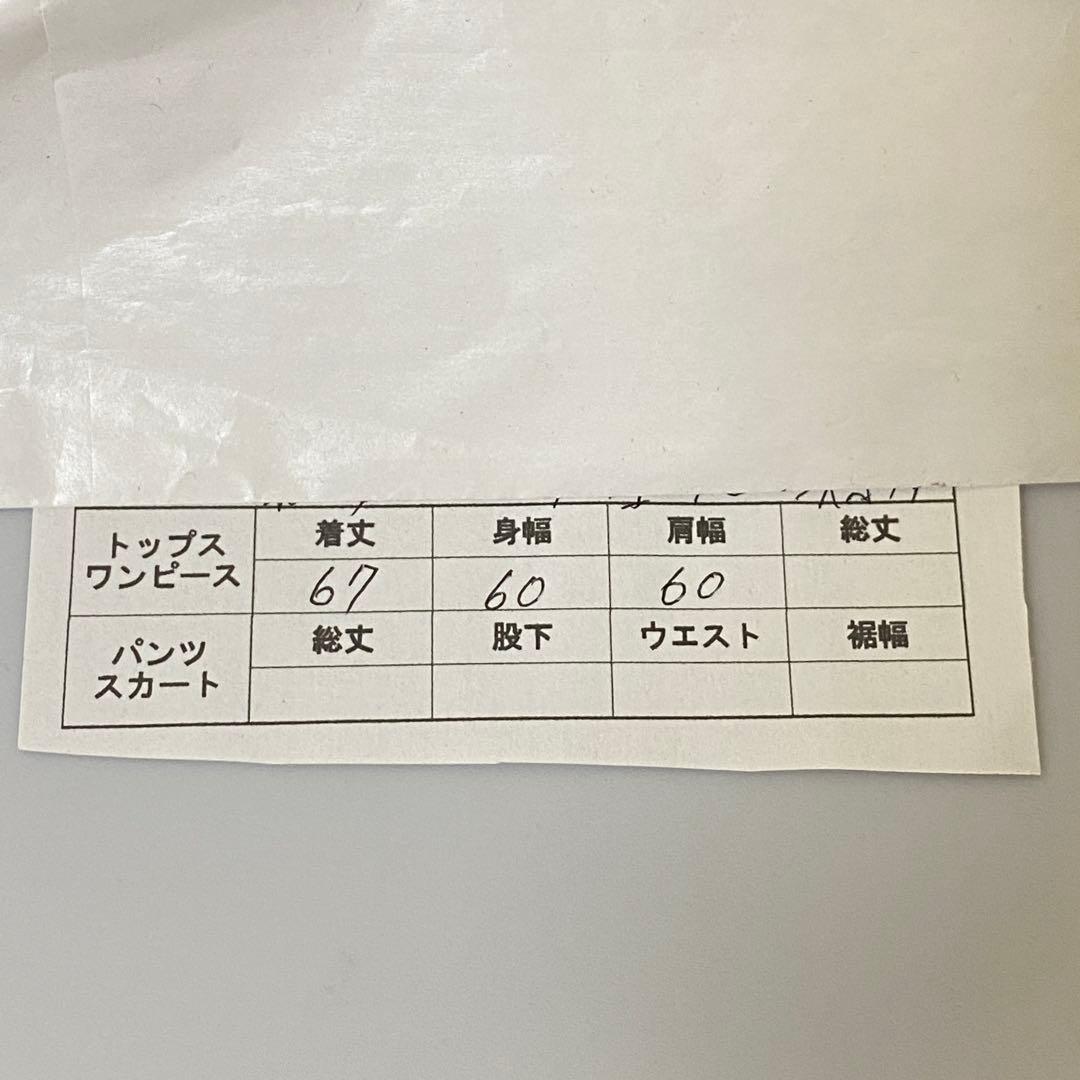 トップス
ワンピース
着丈 身幅 肩幅 総丈
67 60 60
パンツ
スカート
総丈 股下 ウエスト 裾幅